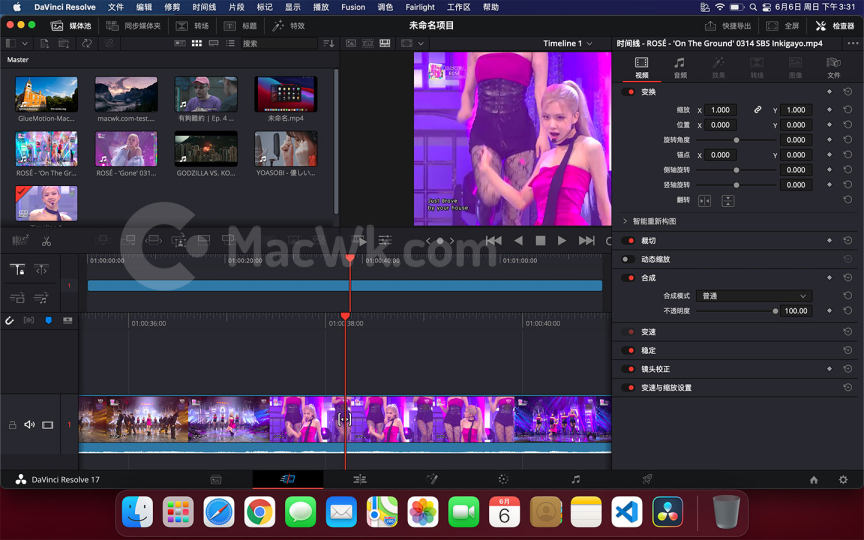 DaVinci Resolve 文件 编辑 修剪 时间线 片段 标记 显示 播放 Fusion 调色 Fairlight 工作区 帮助 6月6日 周日 下午3:31
媒体池 同步媒体夹 转场 标题 特效 未命名项目 快捷导出 全屏 检查器
搜索 Timeline 1 时间线 - ROSÉ - 'On The Ground' 0314 SBS Inkigayo.mp4
Master
视频 音频 效果 转场 图像 文件
GlueMotion-Mac... macwk.com-test.... 有夠酷的 | Ep. 4 ... 未命名.mp4
ROSÉ - 'On The Gr... ROSÉ - 'Gone' 031... GODZILLA VS. KO... YOASOBI - 優しい...
ROSÉ
Just drove
by your house
变换
缩放 X 1.000 Y 1.000
位置 X 0.000 Y 0.000
旋转角度 0.000
锚点 X 0.000 Y 0.000
侧轴旋转 0.000
竖轴旋转 0.000
翻转
智能重新构图
裁切
动态缩放
合成
合成模式 普通
不透明度 100.00
变速
稳定
镜头校正
变速与缩放设置
MacWk.com
01:00:00:00 01:00:20:00 01:00:40:00 01:01:00:00
1
01:00:36:00 01:00:38:00 01:00:40:00
1
DaVinci Resolve 17
6月
6